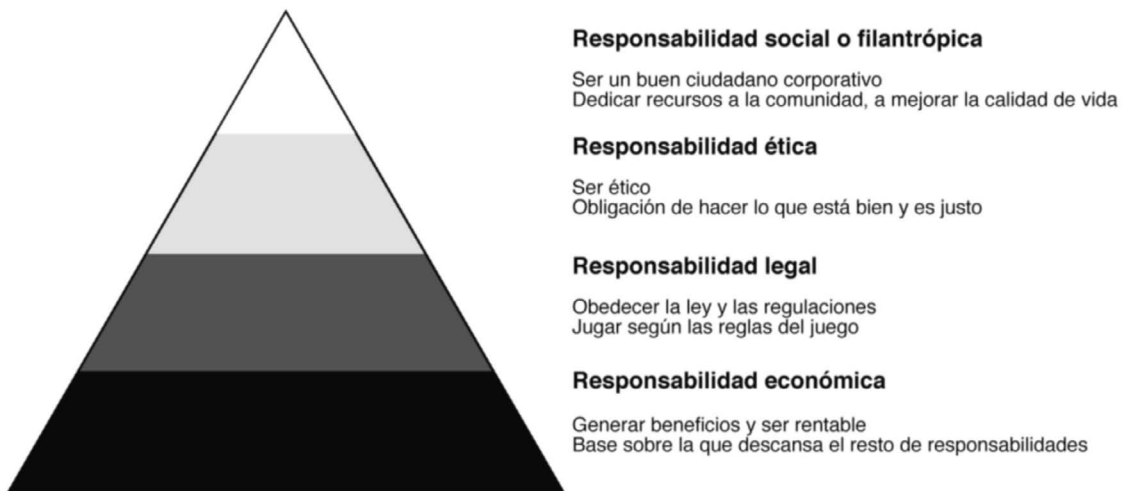 Responsabilidad social o filantrópica
Ser un buen ciudadano corporativo
Dedicar recursos a la comunidad, a mejorar la calidad de vida
Responsabilidad ética
Ser ético
Obligación de hacer lo que está bien y es justo
Responsabilidad legal
Obedecer la ley y las regulaciones
Jugar según las reglas del juego
Responsabilidad económica
Generar beneficios y ser rentable
Base sobre la que descansa el resto de responsabilidades